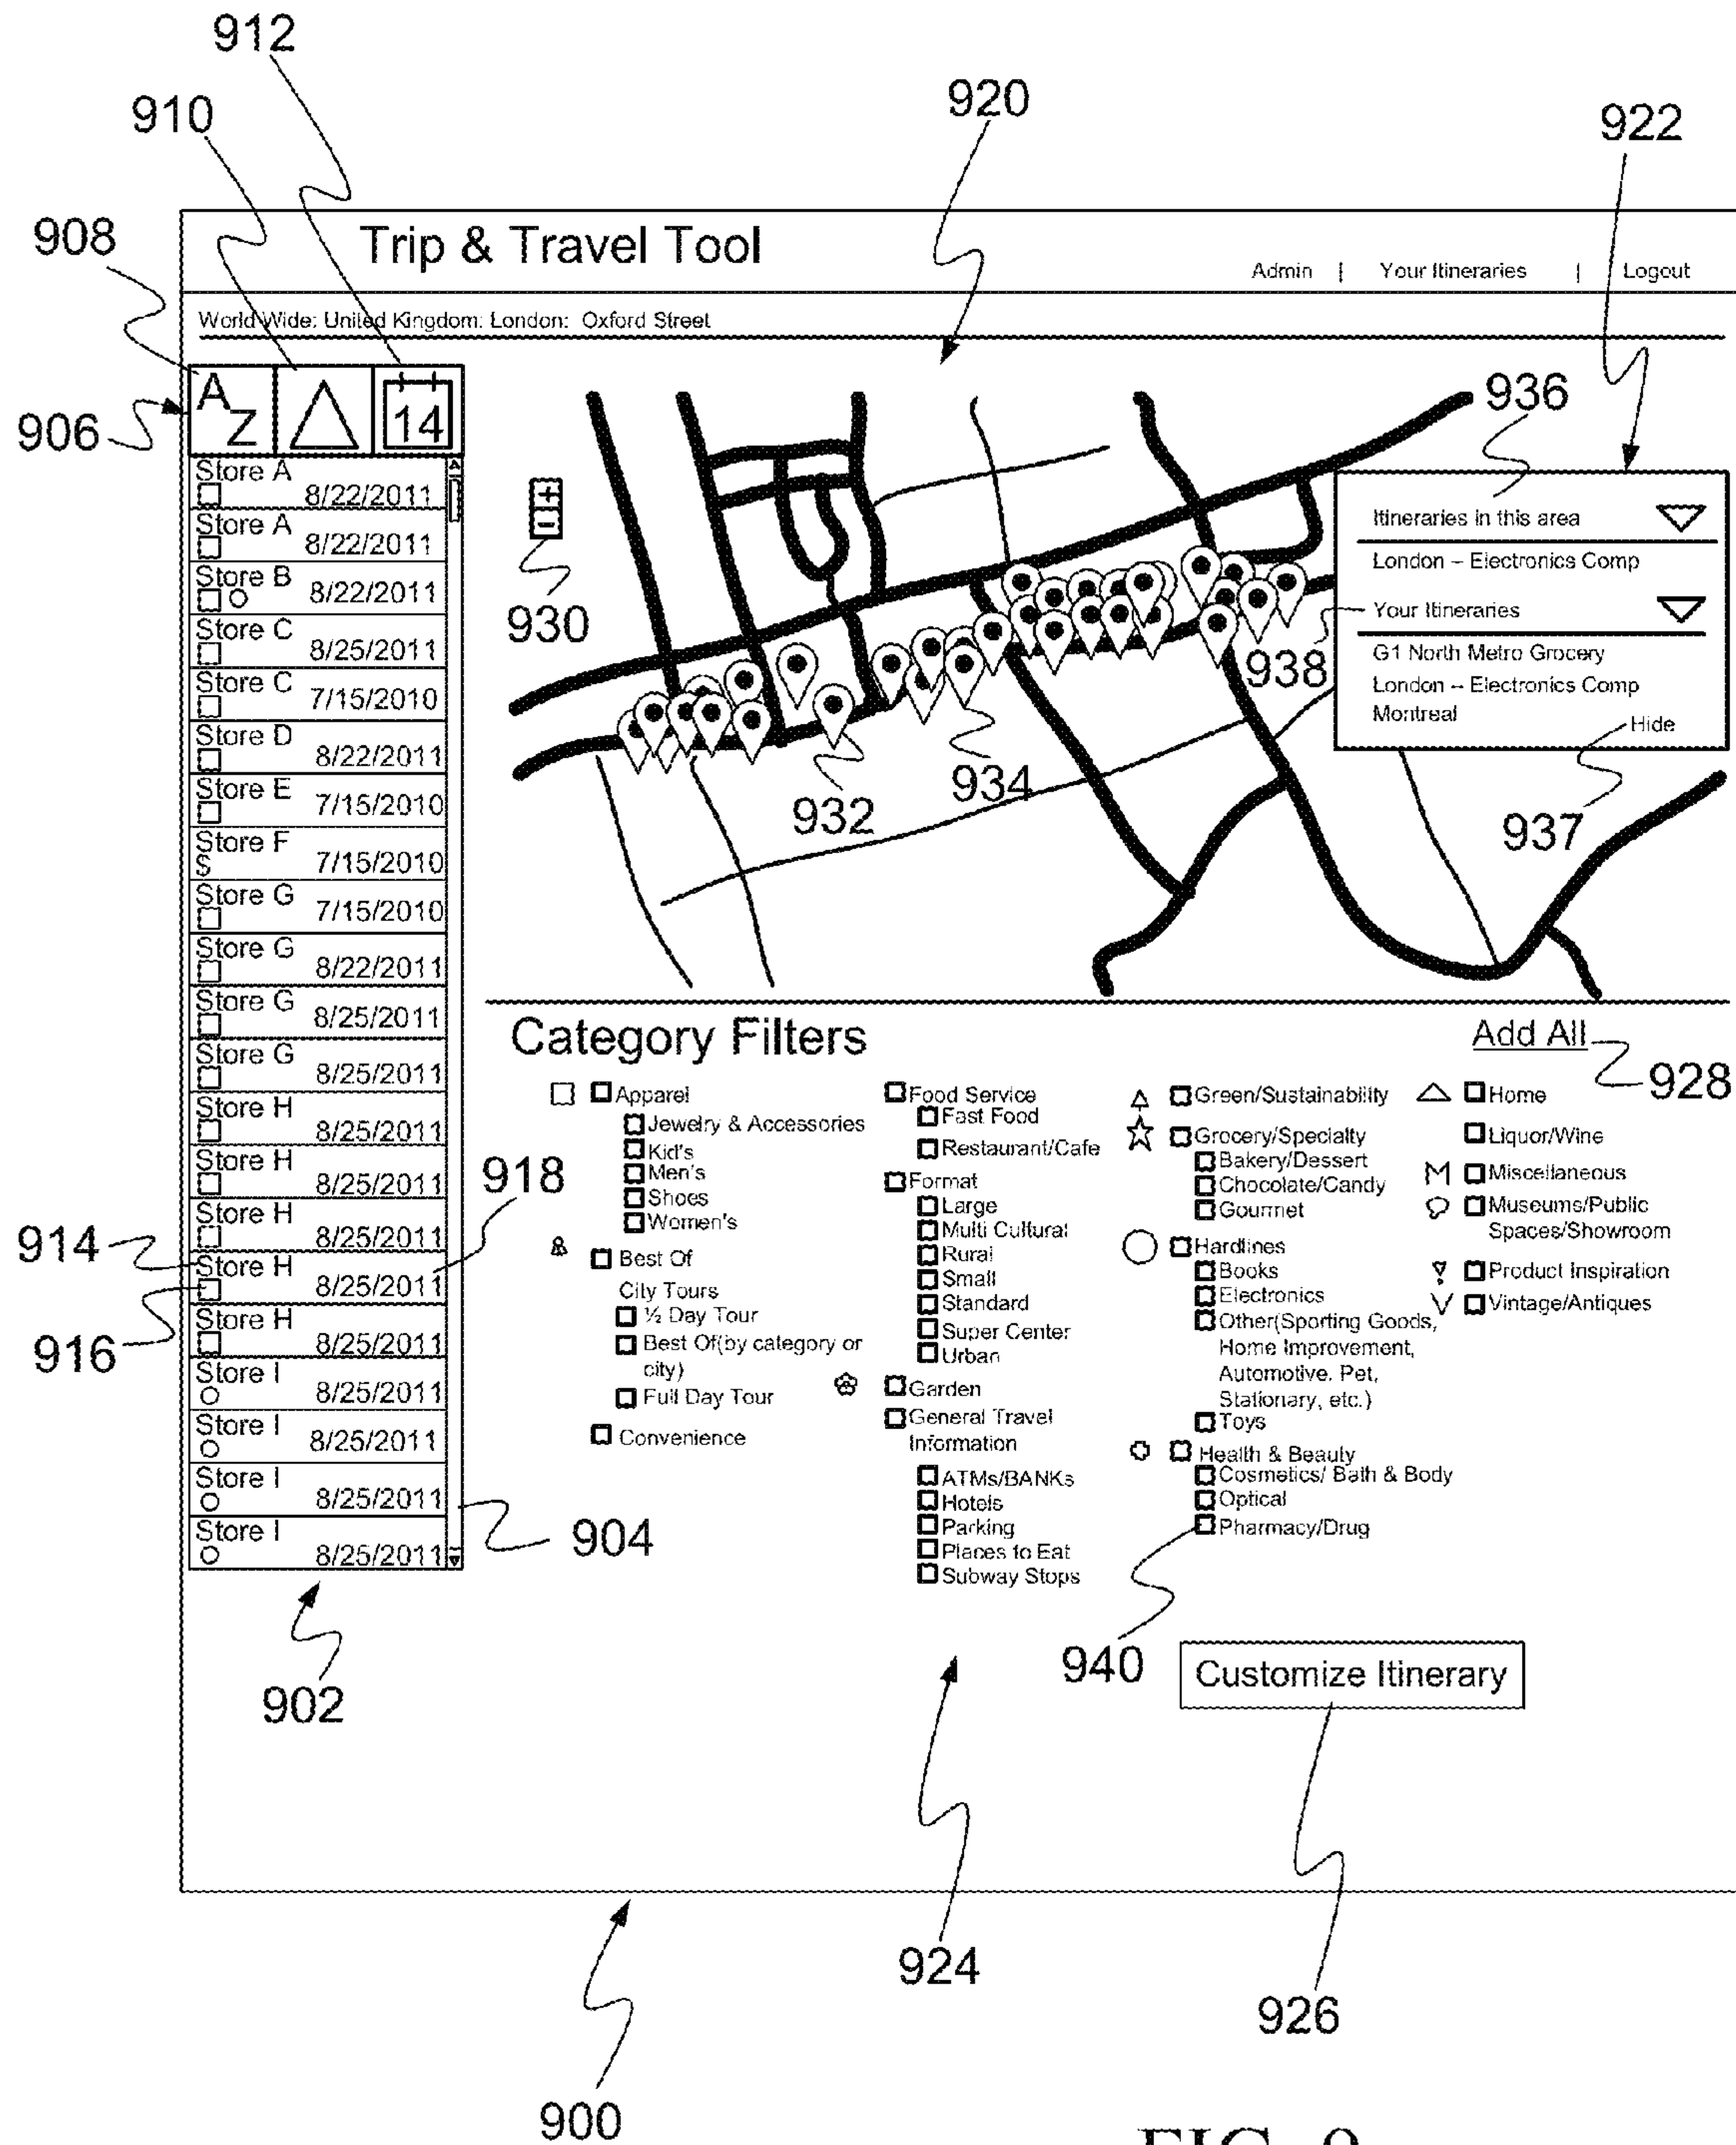 912
910
920
922
908
Trip & Travel Tool
Admin | Your Itineraries | Logout
World Wide: United Kingdom: London: Oxford Street
906
A Z
14
936
Store A
8/22/2011
Store A
8/22/2011
Store B
8/22/2011
Store C
8/25/2011
Store C
7/15/2010
Store D
8/22/2011
Store E
7/15/2010
Store F
$ 7/15/2010
Store G
7/15/2010
Store G
8/22/2011
Store G
8/25/2011
Store G
8/25/2011
Store H
8/25/2011
Store H
8/25/2011
Store H
8/25/2011
914
Store H
8/25/2011
918
916
Store H
8/25/2011
Store I
8/25/2011
Store I
8/25/2011
Store I
8/25/2011
Store I
8/25/2011
904
902
930
932
934
Itineraries in this area
London – Electronics Comp
Your Itineraries
938
G1 North Metro Grocery
London – Electronics Comp
Montreal
Hide
937
Category Filters
Add All
928
Apparel
Jewelry & Accessories
Kid's
Men's
Shoes
Women's
Best Of
City Tours
½ Day Tour
Best Of(by category or
city)
Full Day Tour
Convenience
Food Service
Fast Food
Restaurant/Cafe
Format
Large
Multi Cultural
Rural
Small
Standard
Super Center
Urban
Garden
General Travel
Information
ATMs/BANKs
Hotels
Parking
Places to Eat
Subway Stops
Green/Sustainability
Grocery/Specialty
Bakery/Dessert
Chocolate/Candy
Gourmet
Hardlines
Books
Electronics
Other(Sporting Goods,
Home Improvement,
Automotive, Pet,
Stationary, etc.)
Toys
Health & Beauty
Cosmetics/ Bath & Body
Optical
Pharmacy/Drug
Home
Liquor/Wine
Miscellaneous
Museums/Public
Spaces/Showroom
Product Inspiration
Vintage/Antiques
940
Customize Itinerary
924
926
900
FIG. 9